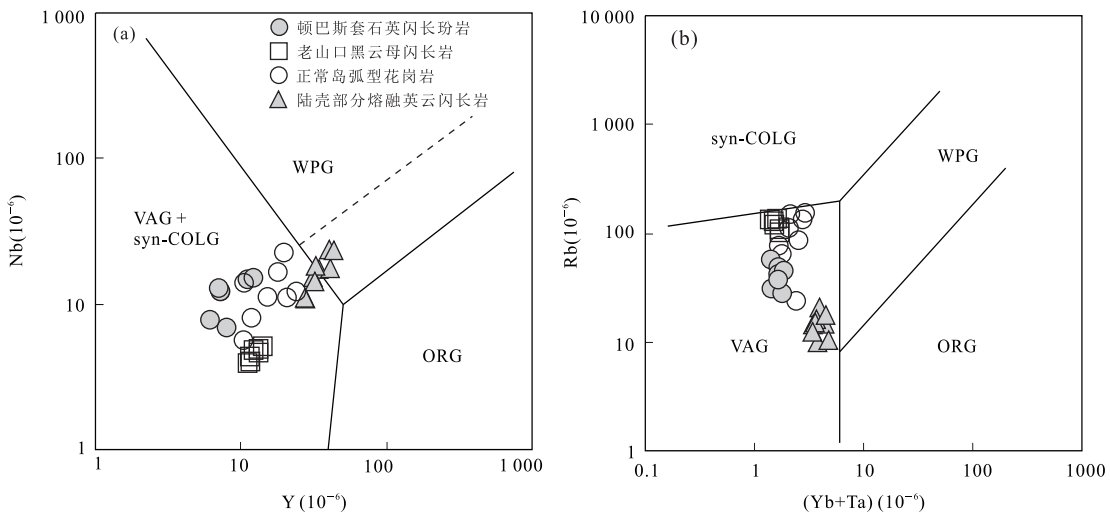 (a)
顿巴斯套石英闪长玢岩
老山口黑云母闪长岩
正常岛弧型花岗岩
陆壳部分熔融英云闪长岩
1 000
100
10
1
Nb(10⁻⁶)
WPG
VAG +
syn-COLG
ORG
1
10
100
1 000
Y (10⁻⁶)
(b)
10 000
1 000
100
10
1
Rb(10⁻⁶)
syn-COLG
WPG
VAG
ORG
0.1
1
10
100
1000
(Yb+Ta) (10⁻⁶)